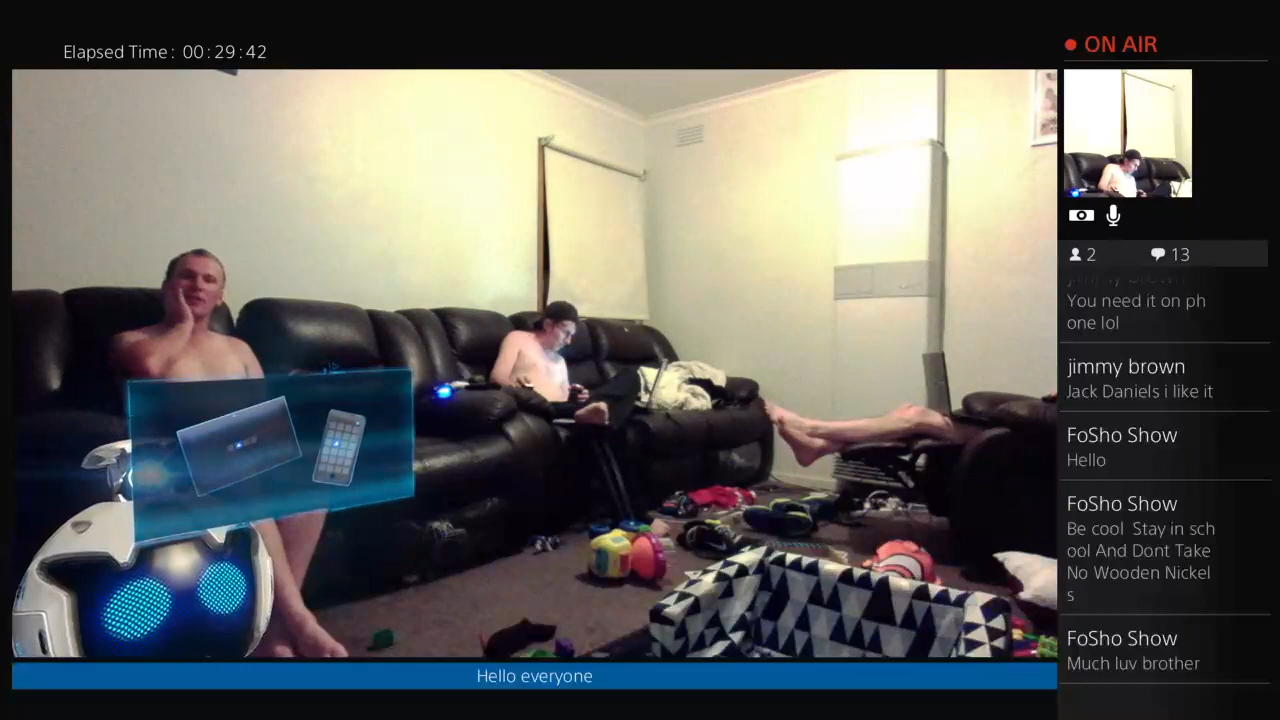 Elapsed Time: 00:29:42
ON AIR
2 13
You need it on ph
one lol
jimmy brown
Jack Daniels i like it
FoSho Show
Hello
FoSho Show
Be cool Stay in sch
ool And Dont Take
No Wooden Nickel
s
FoSho Show
Much luv brother
Hello everyone